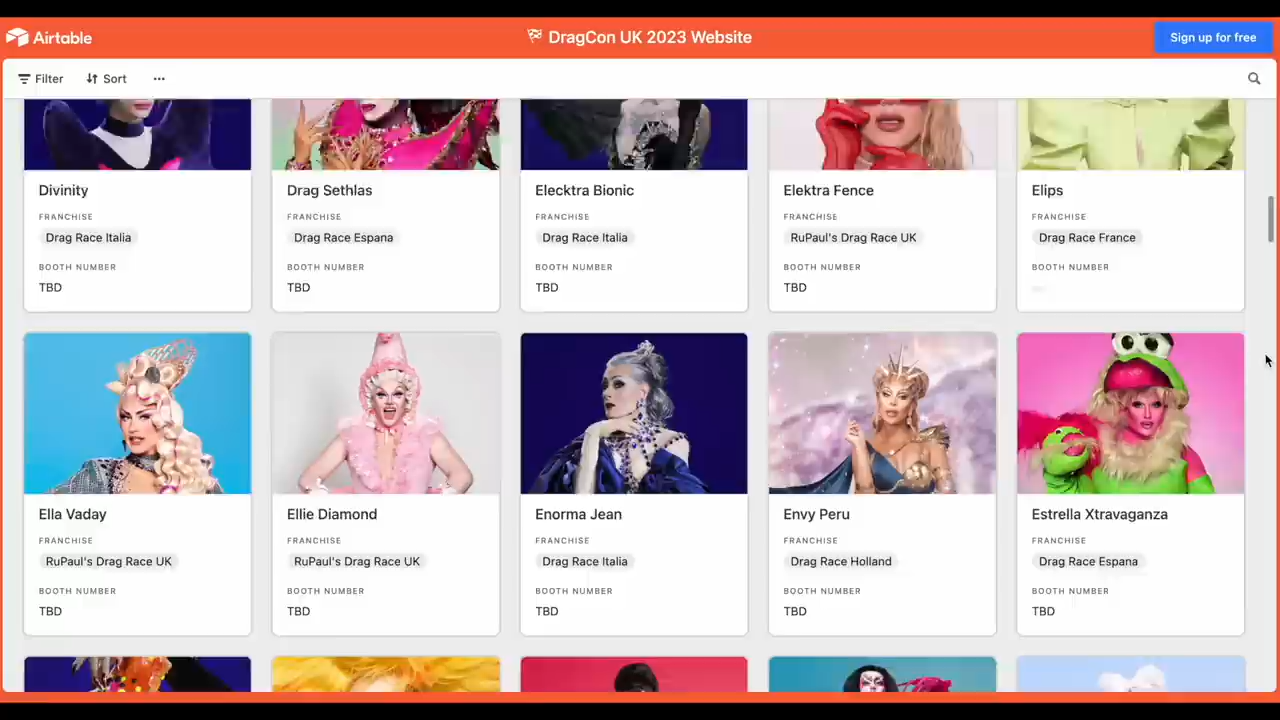 Airtable
DragCon UK 2023 Website
Sign up for free
Filter
Sort
Divinity
Drag Sethlas
Elecktra Bionic
Elektra Fence
Elips
FRANCHISE
FRANCHISE
FRANCHISE
FRANCHISE
FRANCHISE
Drag Race Italia
Drag Race Espana
Drag Race Italia
RuPaul's Drag Race UK
Drag Race France
BOOTH NUMBER
BOOTH NUMBER
BOOTH NUMBER
BOOTH NUMBER
BOOTH NUMBER
TBD
TBD
TBD
TBD
Ella Vaday
Ellie Diamond
Enorma Jean
Envy Peru
Estrella Xtravaganza
FRANCHISE
FRANCHISE
FRANCHISE
FRANCHISE
FRANCHISE
RuPaul's Drag Race UK
RuPaul's Drag Race UK
Drag Race Italia
Drag Race Holland
Drag Race Espana
BOOTH NUMBER
BOOTH NUMBER
BOOTH NUMBER
BOOTH NUMBER
BOOTH NUMBER
TBD
TBD
TBD
TBD
TBD